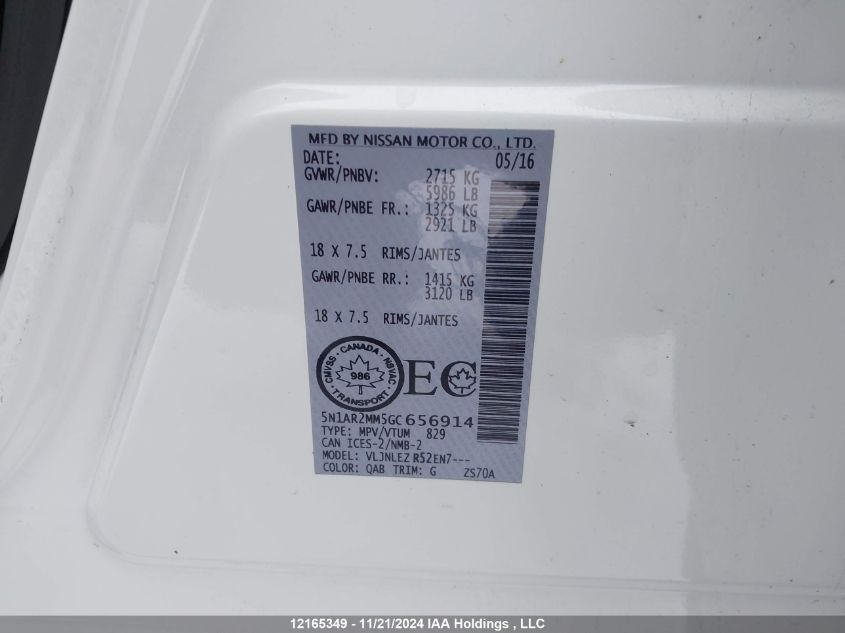 MFD BY NISSAN MOTOR CO., LTD.
DATE: 05/16
GVWR/PNBV: 2715 KG
5986 LB
GAWR/PNBE FR.: 1325 KG
2921 LB
18 X 7.5 RIMS/JANTES
GAWR/PNBE RR.: 1415 KG
3120 LB
18 X 7.5 RIMS/JANTES
CMVSS · CANADA · NSVAC · TRANSPORT ·
986
EC
5N1AR2MM5GC656914
TYPE: MPV/VTUM 829
CAN ICES-2/NMB-2
MODEL: VLJNLEZ R52EN7---
COLOR: QAB TRIM: G ZS70A
12165349 - 11/21/2024 IAA Holdings , LLC